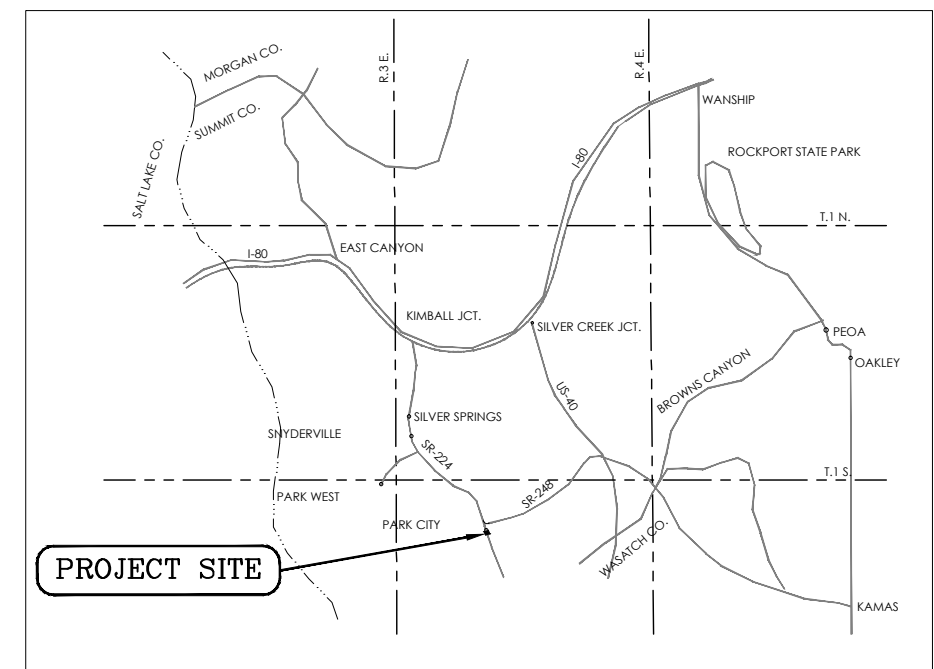 MORGAN CO.
SUMMIT CO.
SALT LAKE CO.
R.3 E.
R.4 E.
WANSHIP
ROCKPORT STATE PARK
I-80
T.1 N.
EAST CANYON
I-80
KIMBALL JCT.
SILVER CREEK JCT.
PEOA
OAKLEY
BROWNS CANYON
US-40
SILVER SPRINGS
SNYDERVILLE
SR-224
T.1 S.
PARK WEST
SR-248
PARK CITY
WASATCH CO.
PROJECT SITE
KAMAS